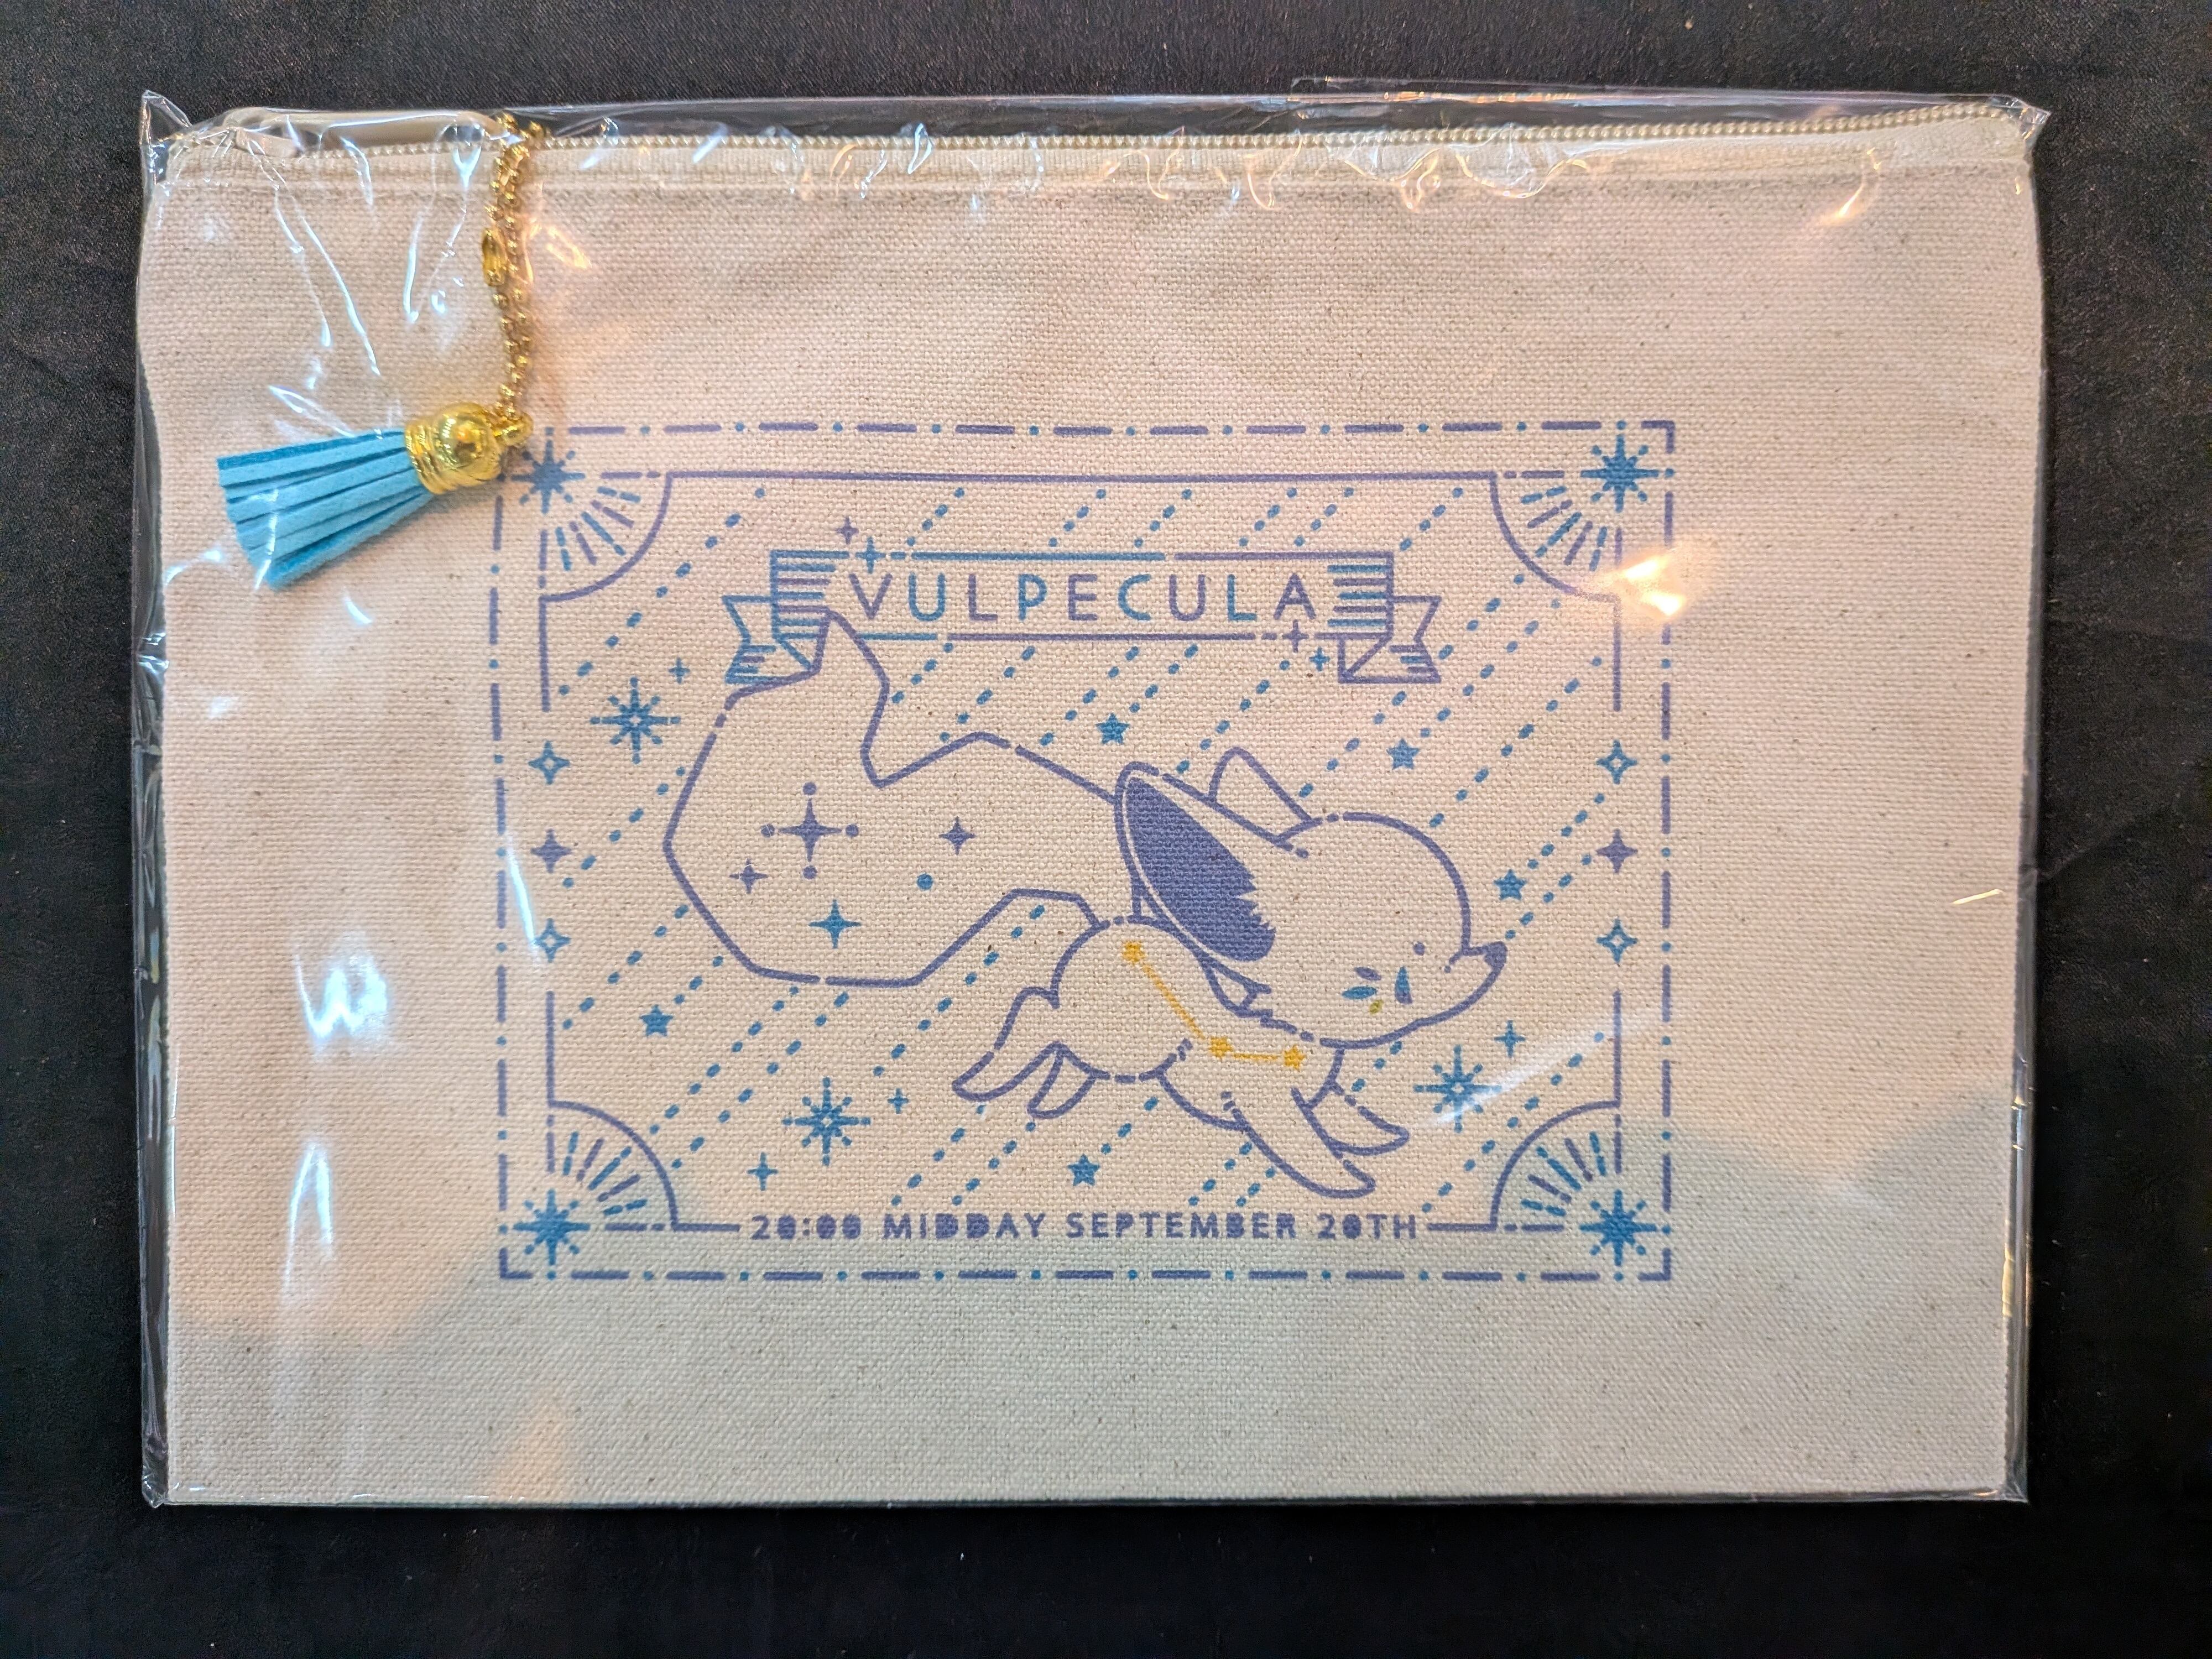 VULPECULA
20:00 MIDDAY SEPTEMBER 20TH